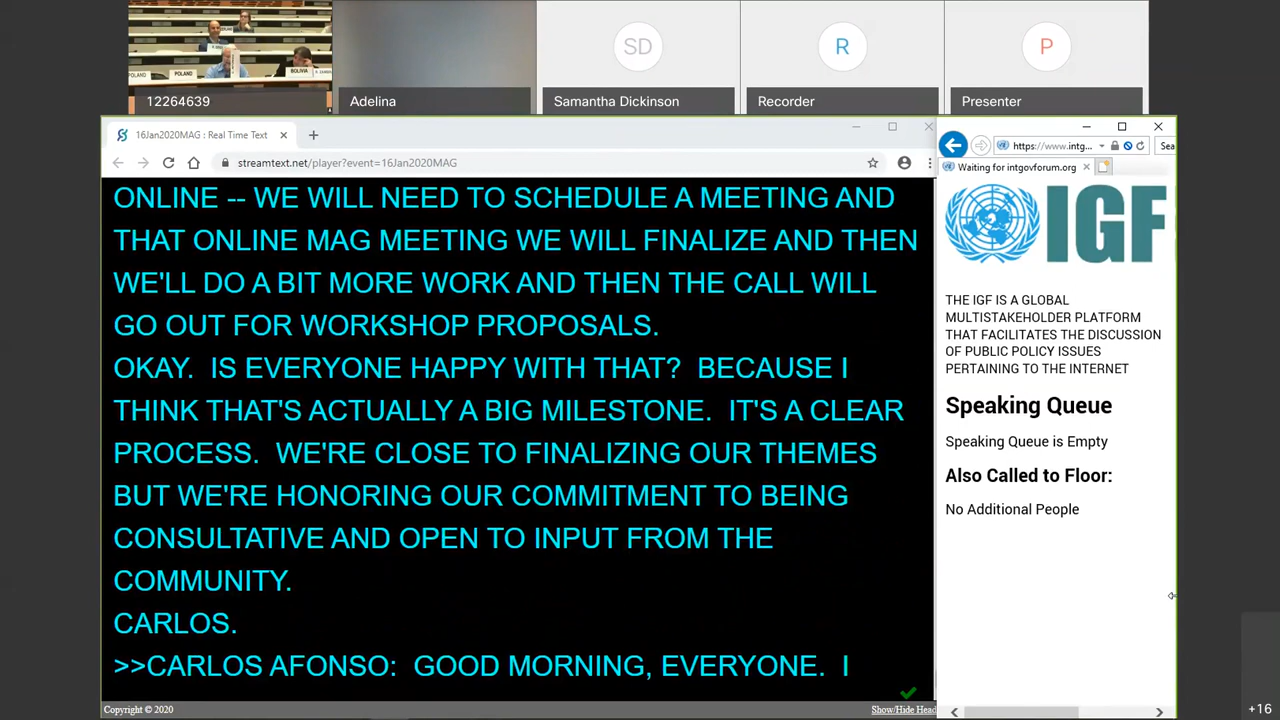 POLAND
POLAND
BOLIVIA
12264639
Adelina
SD
Samantha Dickinson
R
Recorder
P
Presenter
16Jan2020MAG : Real Time Text
streamtext.net/player?event=16Jan2020MAG
ONLINE -- WE WILL NEED TO SCHEDULE A MEETING AND
THAT ONLINE MAG MEETING WE WILL FINALIZE AND THEN
WE'LL DO A BIT MORE WORK AND THEN THE CALL WILL
GO OUT FOR WORKSHOP PROPOSALS.
OKAY.  IS EVERYONE HAPPY WITH THAT?  BECAUSE I
THINK THAT'S ACTUALLY A BIG MILESTONE.  IT'S A CLEAR
PROCESS.  WE'RE CLOSE TO FINALIZING OUR THEMES
BUT WE'RE HONORING OUR COMMITMENT TO BEING
CONSULTATIVE AND OPEN TO INPUT FROM THE
COMMUNITY.
CARLOS.
>>CARLOS AFONSO:  GOOD MORNING, EVERYONE.  I
Copyright © 2020
Show/Hide Head
https://www.intg...
Sea
Waiting for intgovforum.org
IGF
THE IGF IS A GLOBAL
MULTISTAKEHOLDER PLATFORM
THAT FACILITATES THE DISCUSSION
OF PUBLIC POLICY ISSUES
PERTAINING TO THE INTERNET
Speaking Queue
Speaking Queue is Empty
Also Called to Floor:
No Additional People
+16